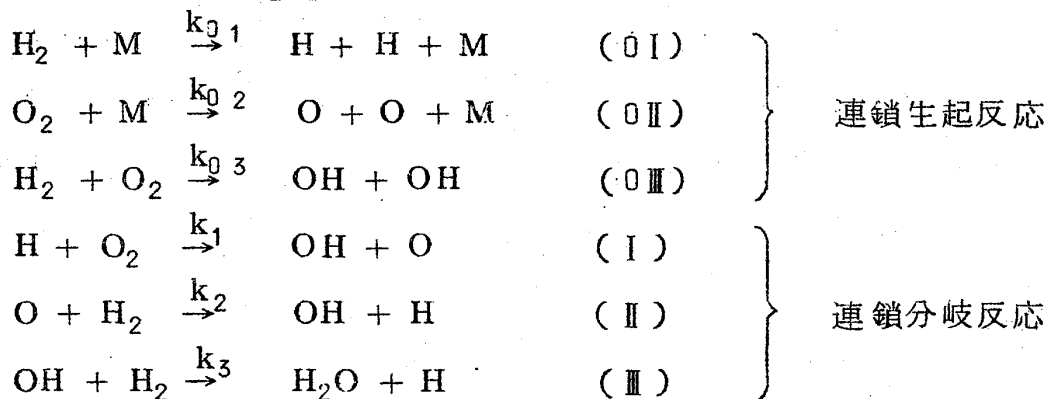 H₂ + M k₀₁→ H + H + M (0Ⅰ)
O₂ + M k₀₂→ O + O + M (0Ⅱ) 連鎖生起反応
H₂ + O₂ k₀₃→ OH + OH (0Ⅲ)
H + O₂ k₁→ OH + O (Ⅰ)
O + H₂ k₂→ OH + H (Ⅱ) 連鎖分岐反応
OH + H₂ k₃→ H₂O + H (Ⅲ)